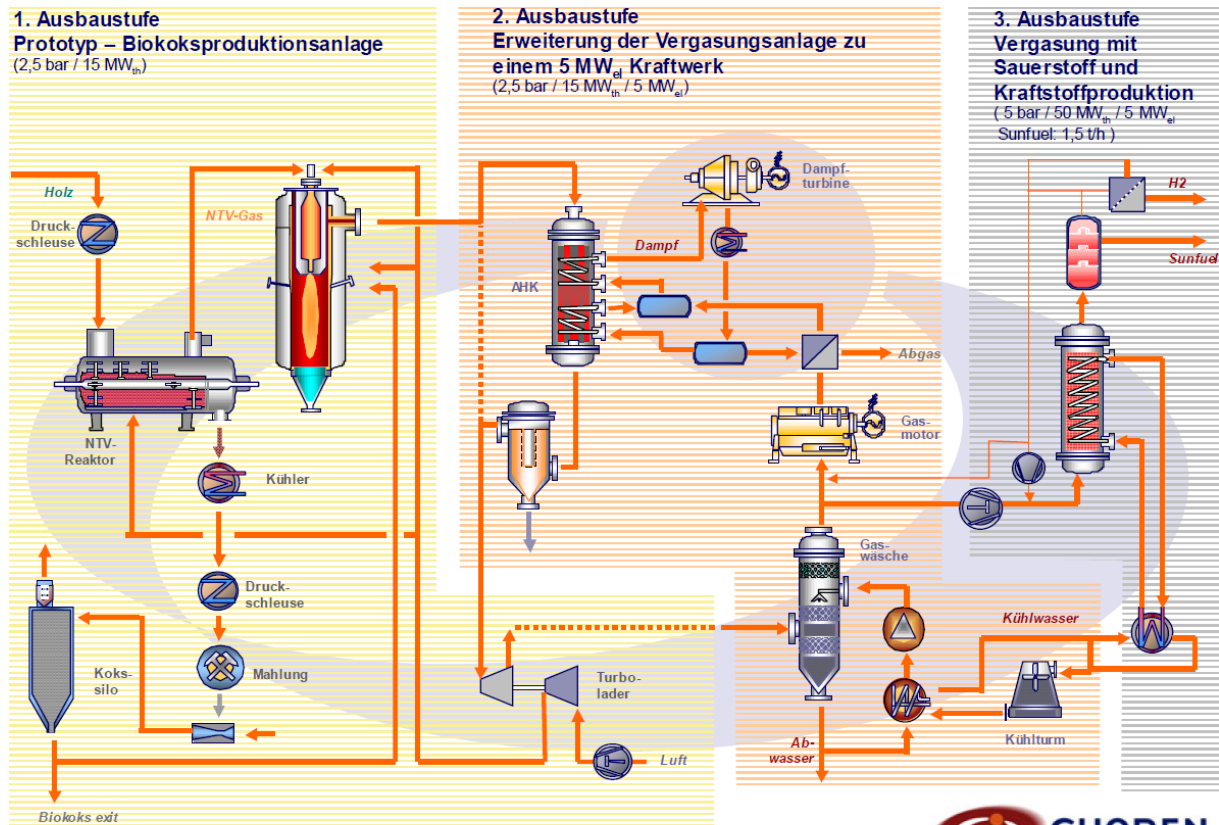 1. Ausbaustufe
Prototyp – Biokoksproduktionsanlage
(2,5 bar / 15 MWth)
2. Ausbaustufe
Erweiterung der Vergasungsanlage zu
einem 5 MWel Kraftwerk
(2,5 bar / 15 MWth / 5 MWel)
3. Ausbaustufe
Vergasung mit
Sauerstoff und
Kraftstoffproduktion
( 5 bar / 50 MWth / 5 MWel
Sunfuel: 1,5 t/h )
Holz
Druck-
schleuse
NTV-Gas
NTV-
Reaktor
Kühler
Druck-
schleuse
Mahlung
Koks-
silo
Biokoks exit
AHK
Dampf
Dampf-
turbine
Abgas
Gas-
motor
Gas-
wäsche
Turbo-
lader
Luft
Ab-
wasser
Kühlwasser
Kühlturm
H2
Sunfuel
CHOREN